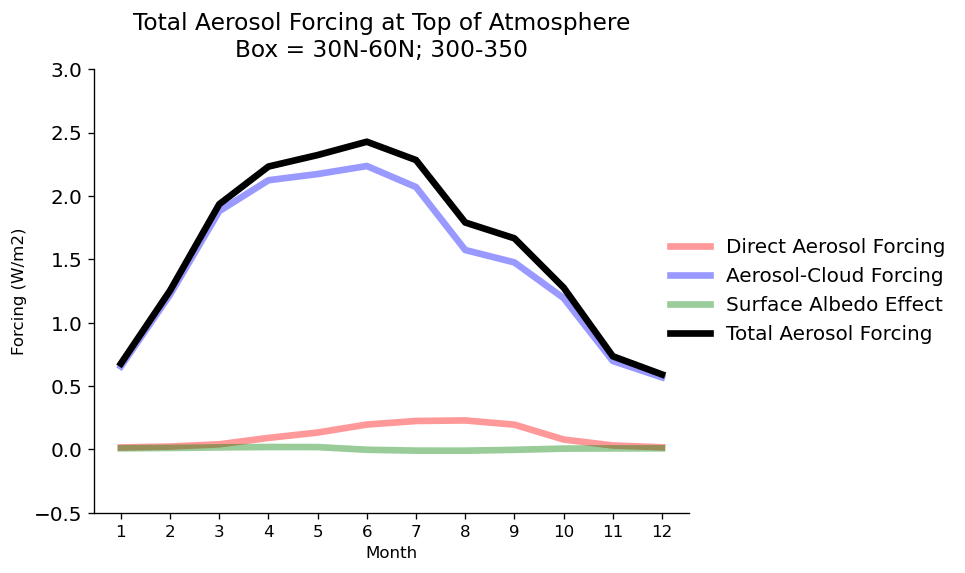 Total Aerosol Forcing at Top of Atmosphere
Box = 30N-60N; 300-350
3.0
2.5
2.0
1.5
1.0
0.5
0.0
−0.5
Forcing (W/m2)
1 2 3 4 5 6 7 8 9 10 11 12
Month
Direct Aerosol Forcing
Aerosol-Cloud Forcing
Surface Albedo Effect
Total Aerosol Forcing